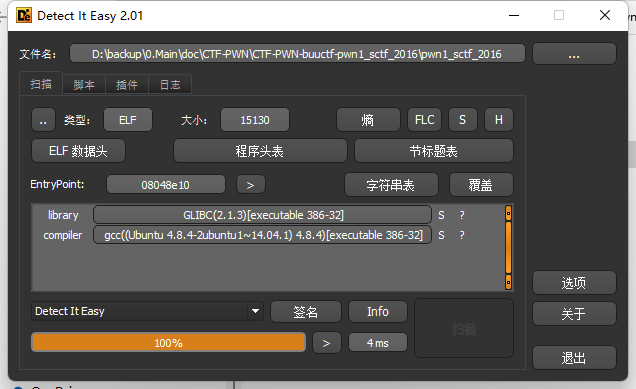 Detect It Easy 2.01
文件名: D:\backup\0.Main\doc\CTF-PWN\CTF-PWN-buuctf-pwn1_sctf_2016\pwn1_sctf_2016 ...
扫描 脚本 插件 日志
.. 类型: ELF 大小: 15130 熵 FLC S H
ELF 数据头 程序头表 节标题表
EntryPoint: 08048e10 > 字符串表 覆盖
library GLIBC(2.1.3)[executable 386-32] S ?
compiler gcc((Ubuntu 4.8.4-2ubuntu1~14.04.1) 4.8.4)[executable 386-32] S ?
选项
Detect It Easy 签名 Info 扫描 关于
100% > 4 ms
退出